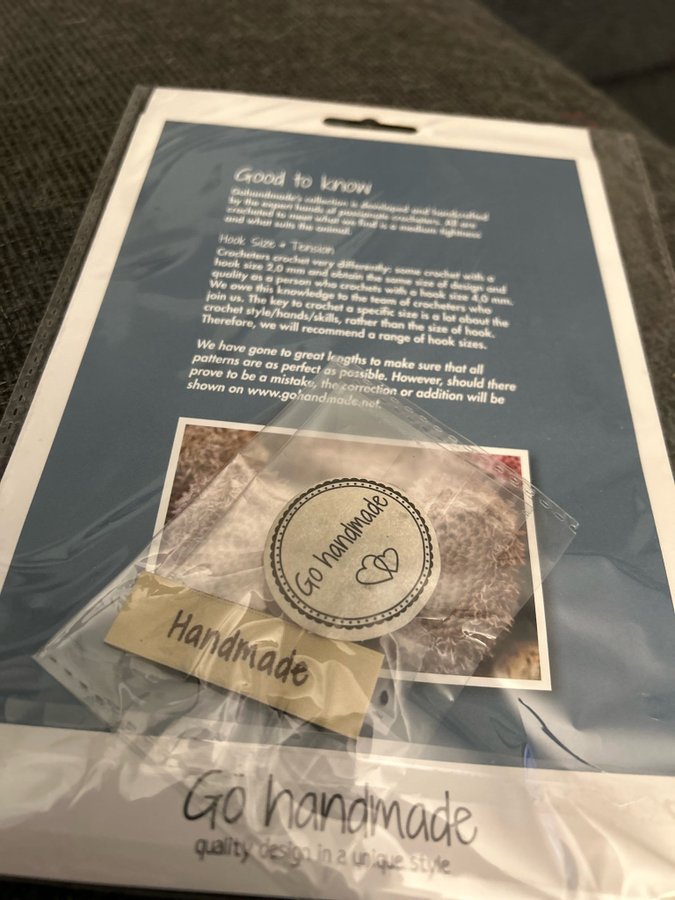 Good to know
Gohandmade's collection is developed and handcrafted
by the expert hands of passionate crocheters. All are
crocheted to meet what we find is a medium tightness
and what suits the animal.
Hook Size + Tension
Crocheters crochet very differently: some crochet with a
hook size 2,0 mm and obtain the same size of design and
quality as a person who crochets with a hook size 4,0 mm.
We owe this knowledge to the team of crocheters who
join us. The key to crochet a specific size is a lot about the
crochet style/hands/skills, rather than the size of hook.
Therefore, we will recommend a range of hook sizes.
We have gone to great lengths to make sure that all
patterns are as perfect as possible. However, should there
prove to be a mistake, the correction or addition will be
shown on www.gohandmade.net.
Go handmade
Handmade
Go handmade
quality design in a unique style